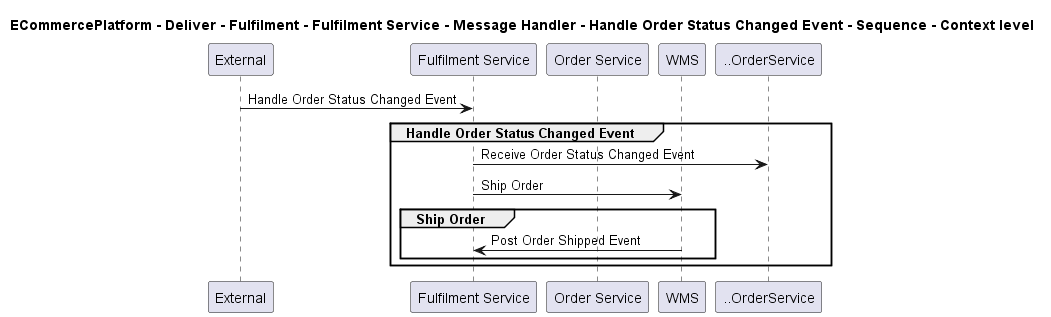 ECommercePlatform - Deliver - Fulfilment - Fulfilment Service - Message Handler - Handle Order Status Changed Event - Sequence - Context level
External
Fulfilment Service
Order Service
WMS
..OrderService
Handle Order Status Changed Event
Handle Order Status Changed Event
Receive Order Status Changed Event
Ship Order
Ship Order
Post Order Shipped Event
External
Fulfilment Service
Order Service
WMS
..OrderService